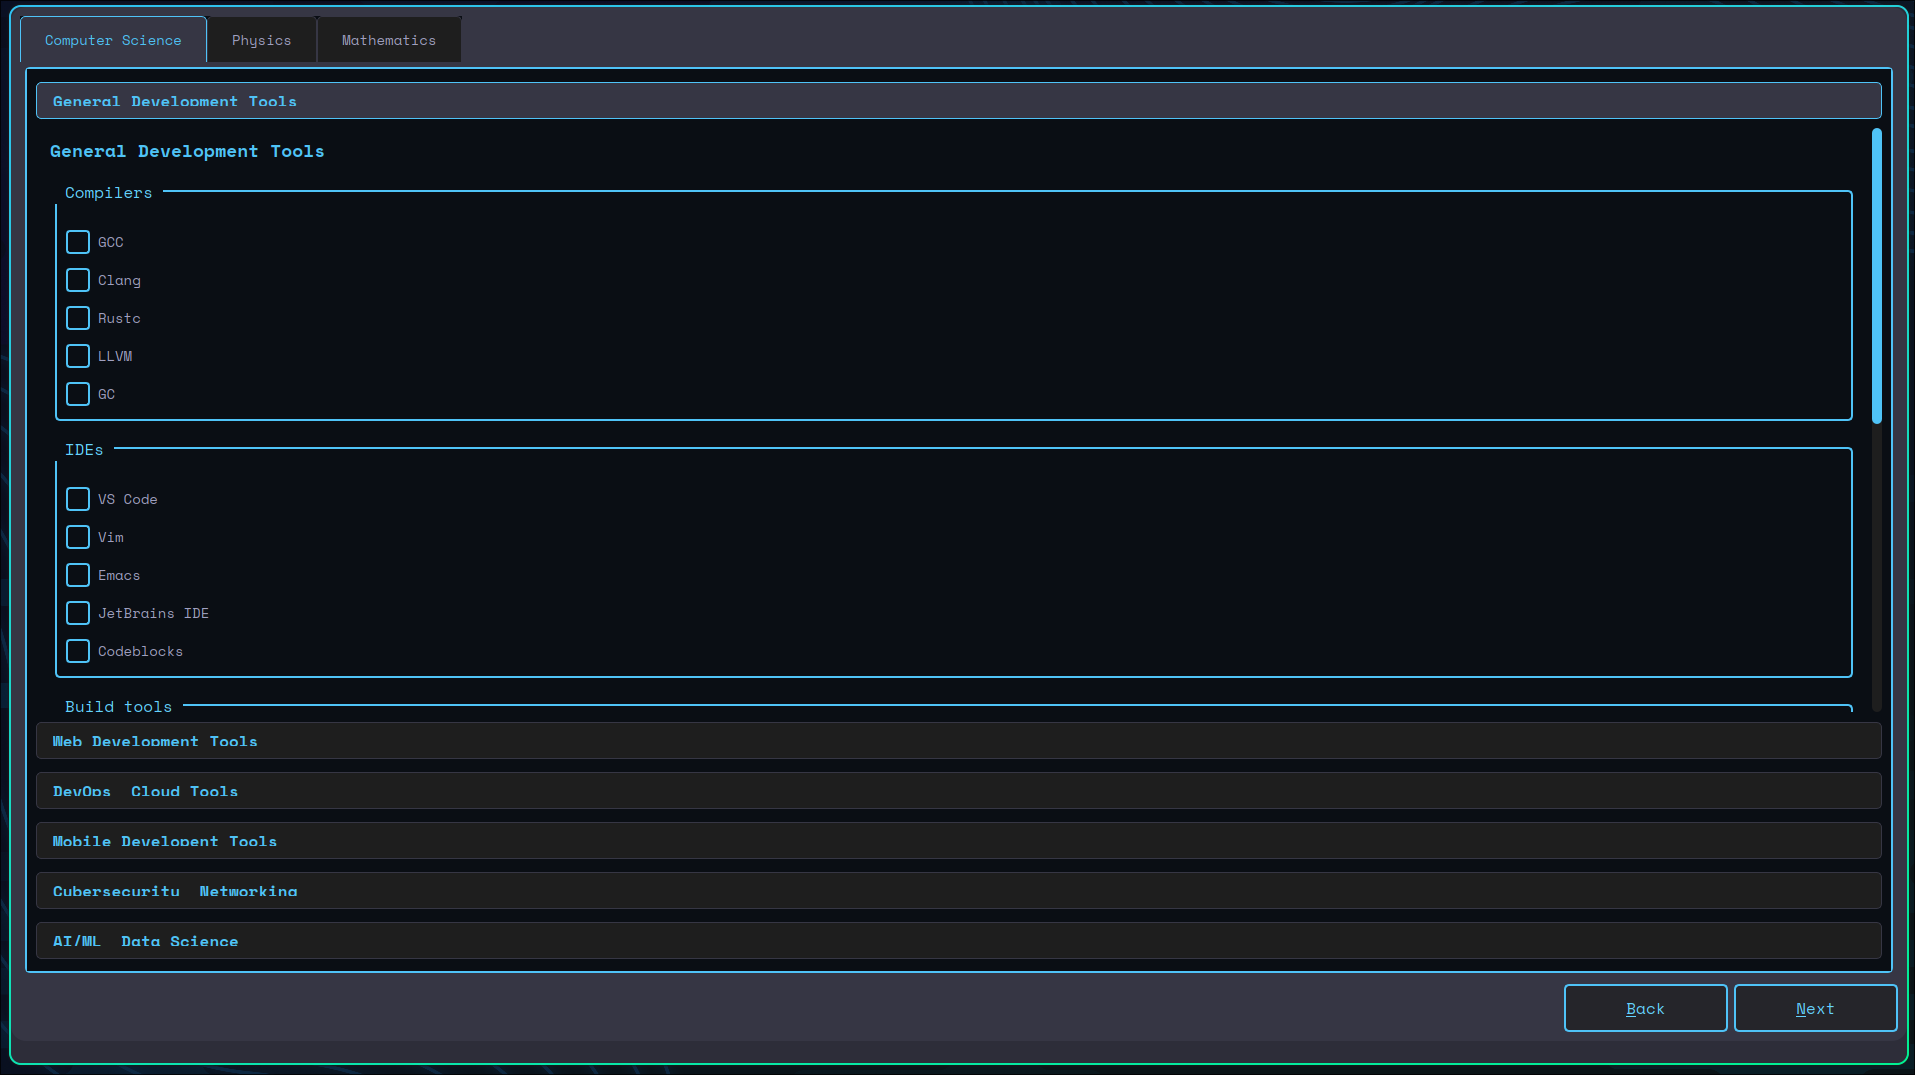 Computer Science Physics Mathematics
General Development Tools
General Development Tools
Compilers
GCC
Clang
Rustc
LLVM
GC
IDEs
VS Code
Vim
Emacs
JetBrains IDE
Codeblocks
Build tools
Web Development Tools
DevOps Cloud Tools
Mobile Developent Tools
Cybersecurity Networking
AI/ML Data Science
Back Next